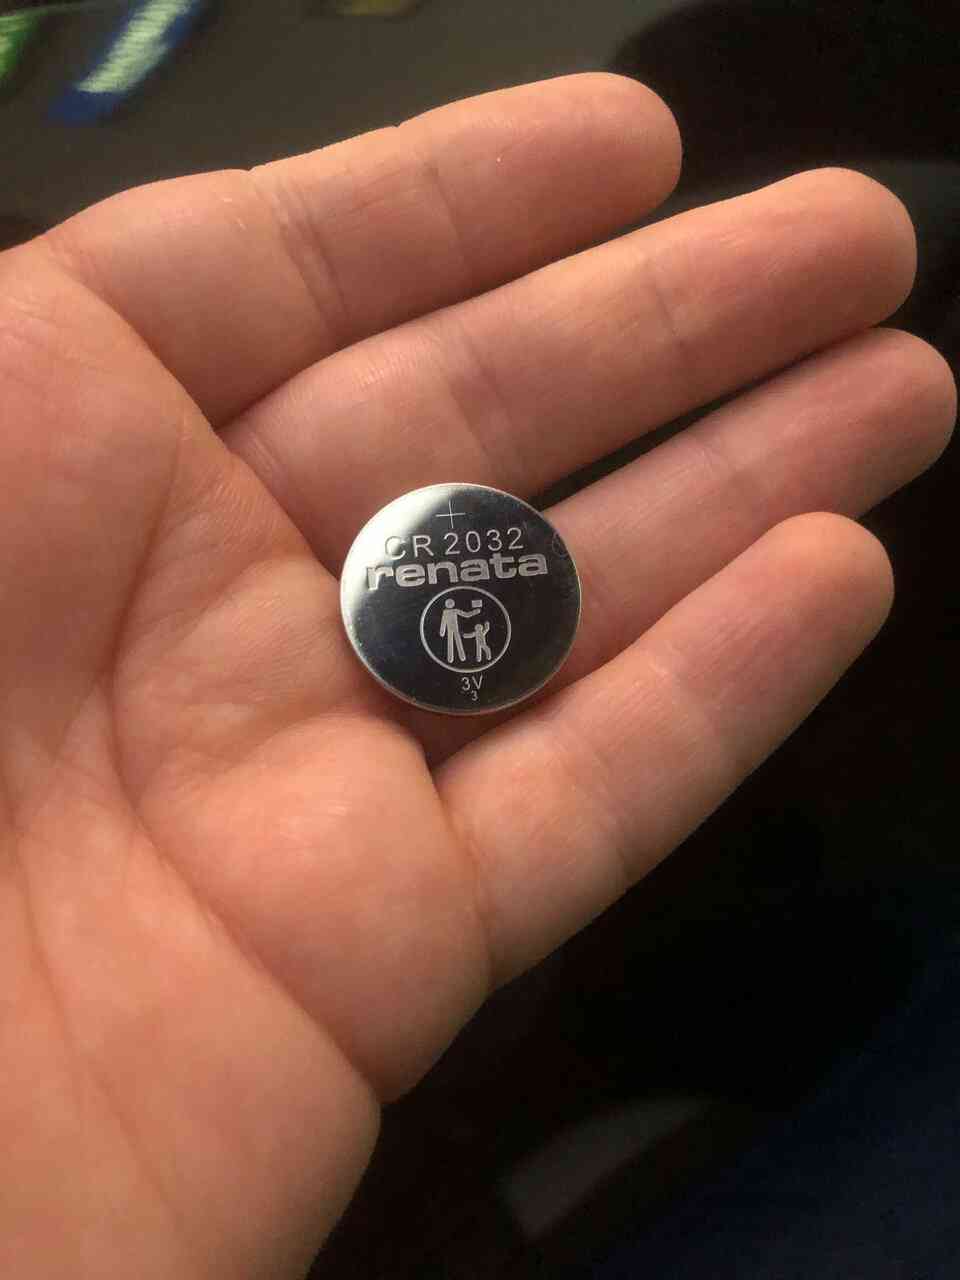 +
CR 2032
renata
3V
3